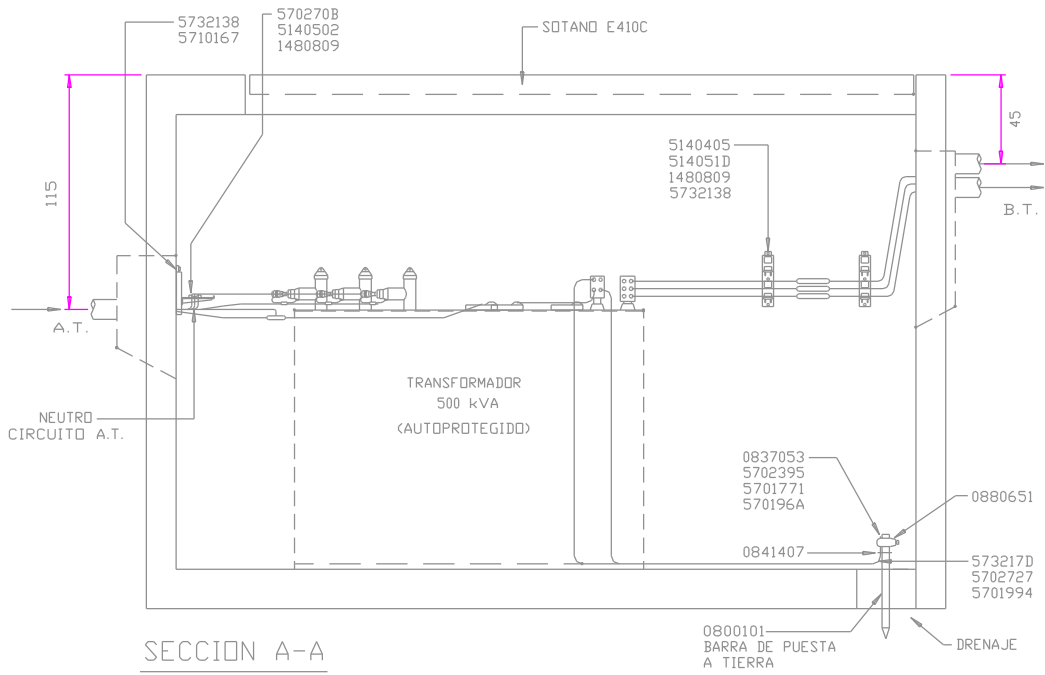 5732138
5710167
570270B
5140502
1480809
SOTANO E410C
115
45
5140405
514051D
1480809
5732138
B.T.
A.T.
TRANSFORMADOR
500 kVA
(AUTOPROTEGIDO)
NEUTRO
CIRCUITO A.T.
0837053
5702395
5701771
570196A
0880651
0841407
573217D
5702727
5701994
0800101
BARRA DE PUESTA
A TIERRA
DRENAJE
SECCION A-A